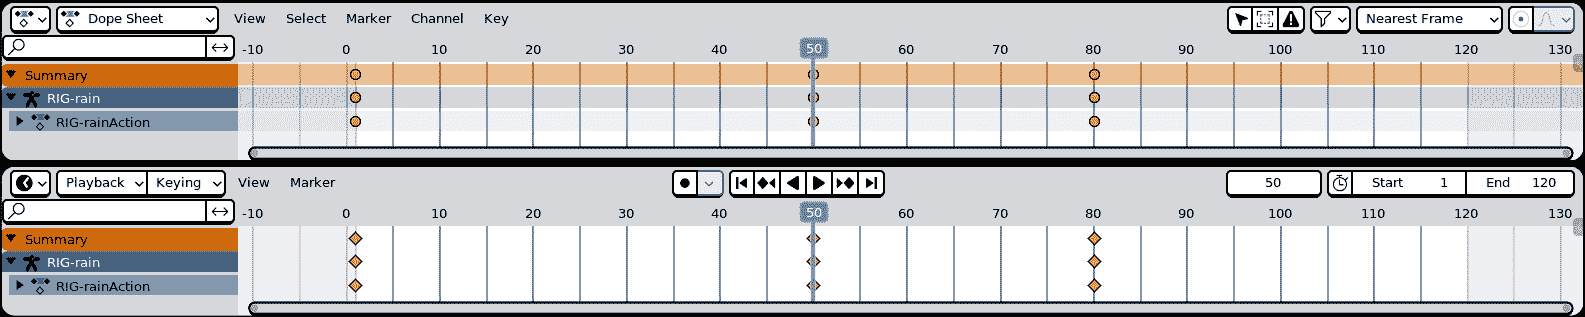 Dope Sheet View Select Marker Channel Key Nearest Frame
-10 0 10 20 30 40 50 60 70 80 90 100 110 120 130
Summary
RIG-rain
RIG-rainAction
Playback Keying View Marker 50 Start 1 End 120
-10 0 10 20 30 40 50 60 70 80 90 100 110 120 130
Summary
RIG-rain
RIG-rainAction